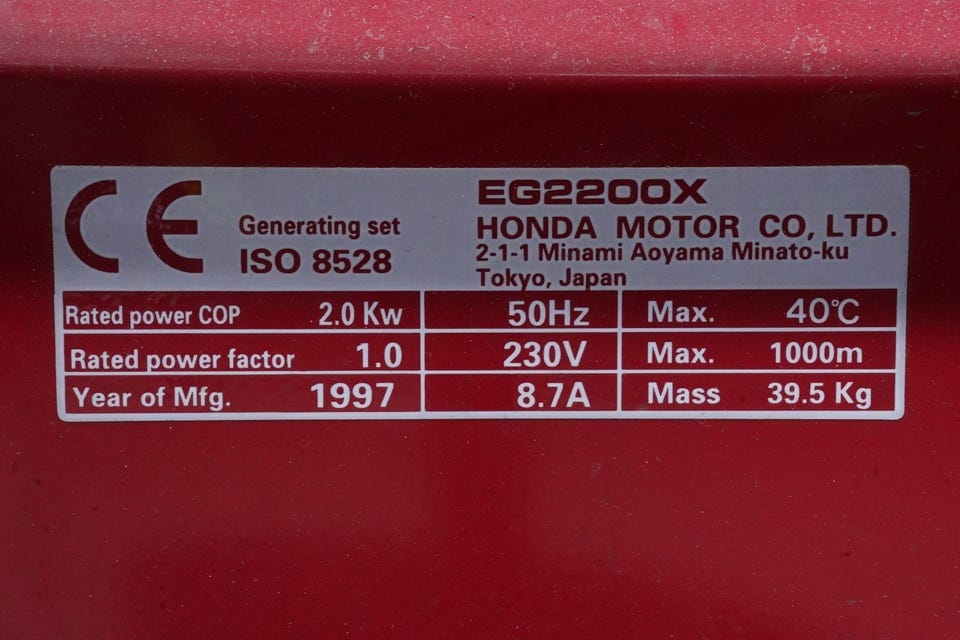 CE
Generating set
ISO 8528
EG2200X
HONDA MOTOR CO, LTD.
2-1-1 Minami Aoyama Minato-ku
Tokyo, Japan
Rated power COP 2.0 Kw 50Hz Max. 40℃
Rated power factor 1.0 230V Max. 1000m
Year of Mfg. 1997 8.7A Mass 39.5 Kg